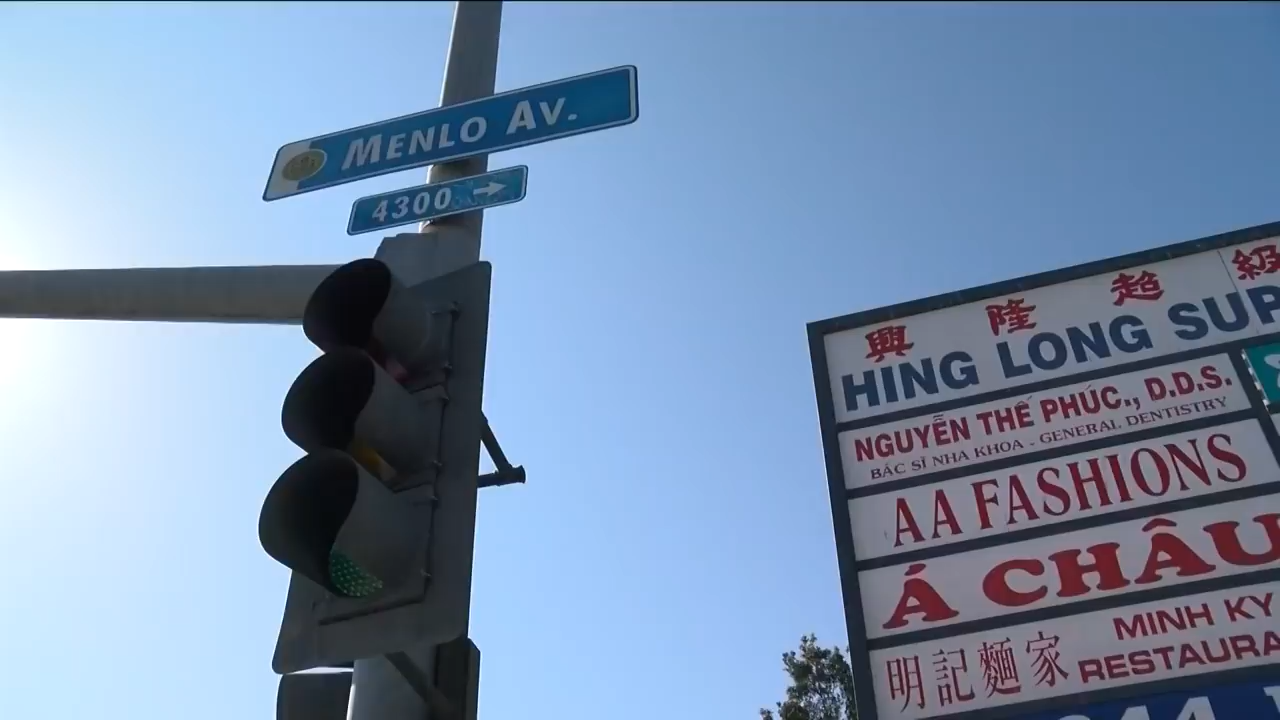 MENLO AV.
4300 →
興隆超級
HING LONG SUP
NGUYỄN THẾ PHÚC., D.D.S.
BÁC SĨ NHA KHOA - GENERAL DENTISTRY
AA FASHIONS
Á CHÂU
明記麵家
MINH KY
RESTAURA